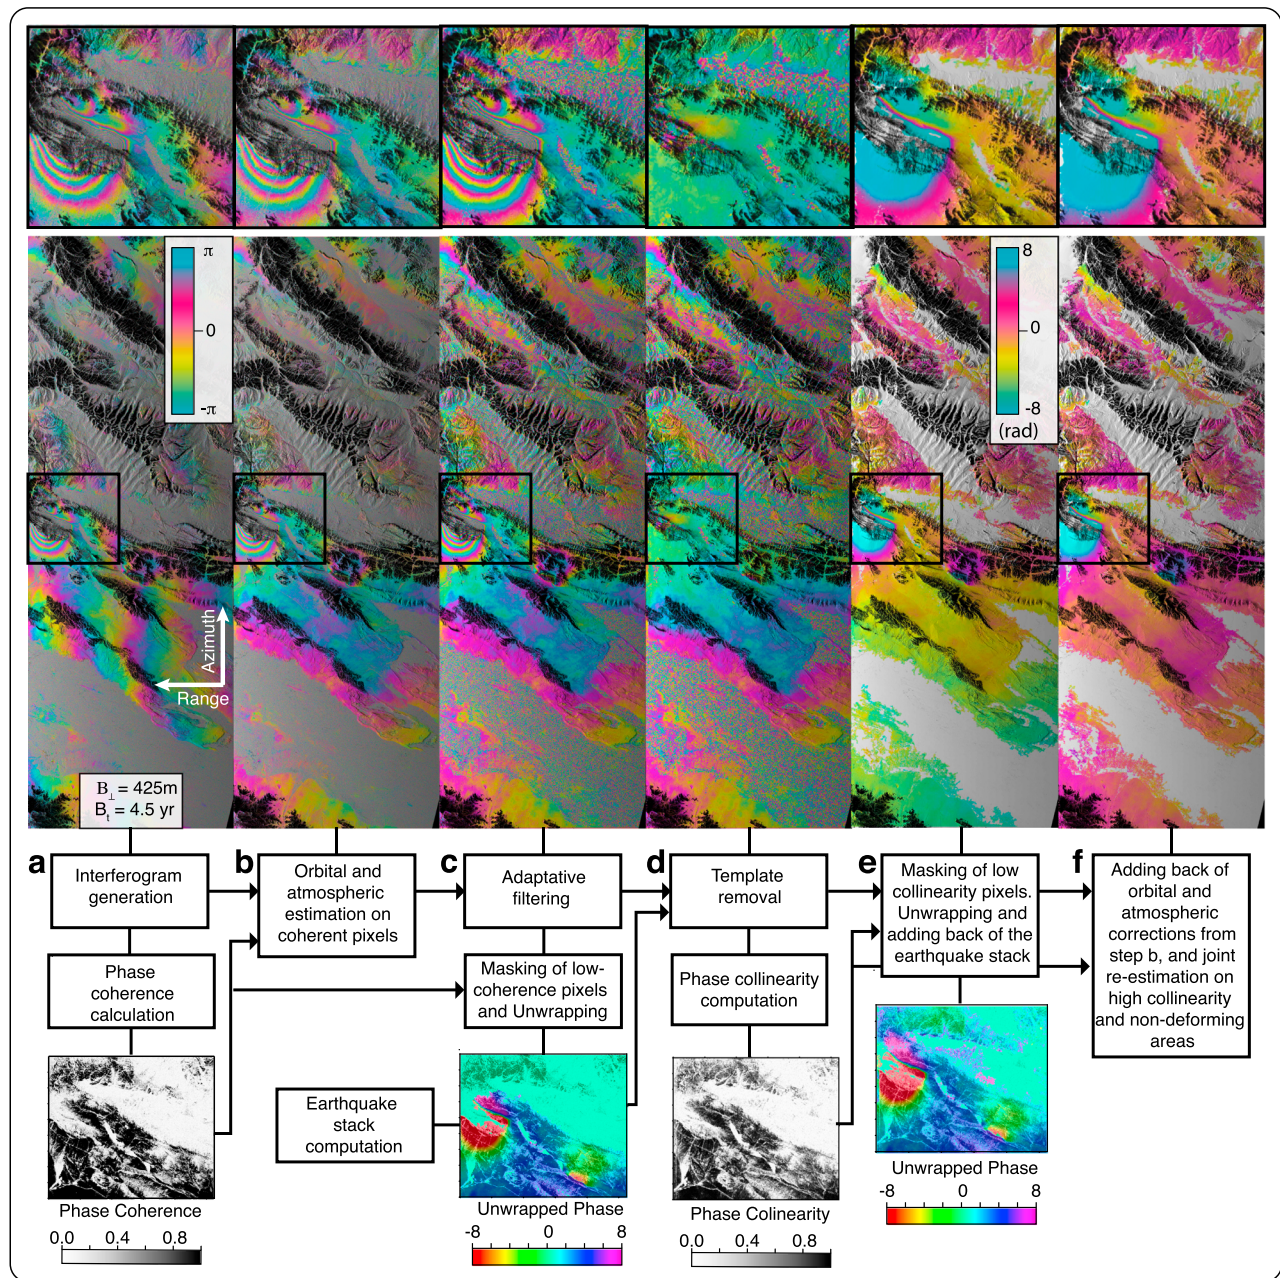 π
0
-π
8
0
-8
(rad)
Azimuth
Range
B⊥ = 425m
Bt = 4.5 yr
a
Interferogram
generation
Phase
coherence
calculation
Phase Coherence
0.0 0.4 0.8
b
Orbital and
atmospheric
estimation on
coherent pixels
Earthquake
stack
computation
c
Adaptive
filtering
Masking of low-
coherence pixels
and Unwrapping
Unwrapped Phase
-8 0 8
d
Template
removal
Phase collinearity
computation
Phase Colinearity
0.0 0.4 0.8
e
Masking of low
collinearity pixels.
Unwrapping and
adding back of the
earthquake stack
Unwrapped Phase
-8 0 8
f
Adding back of
orbital and
atmospheric
corrections from
step b, and joint
re-estimation on
high collinearity
and non-deforming
areas